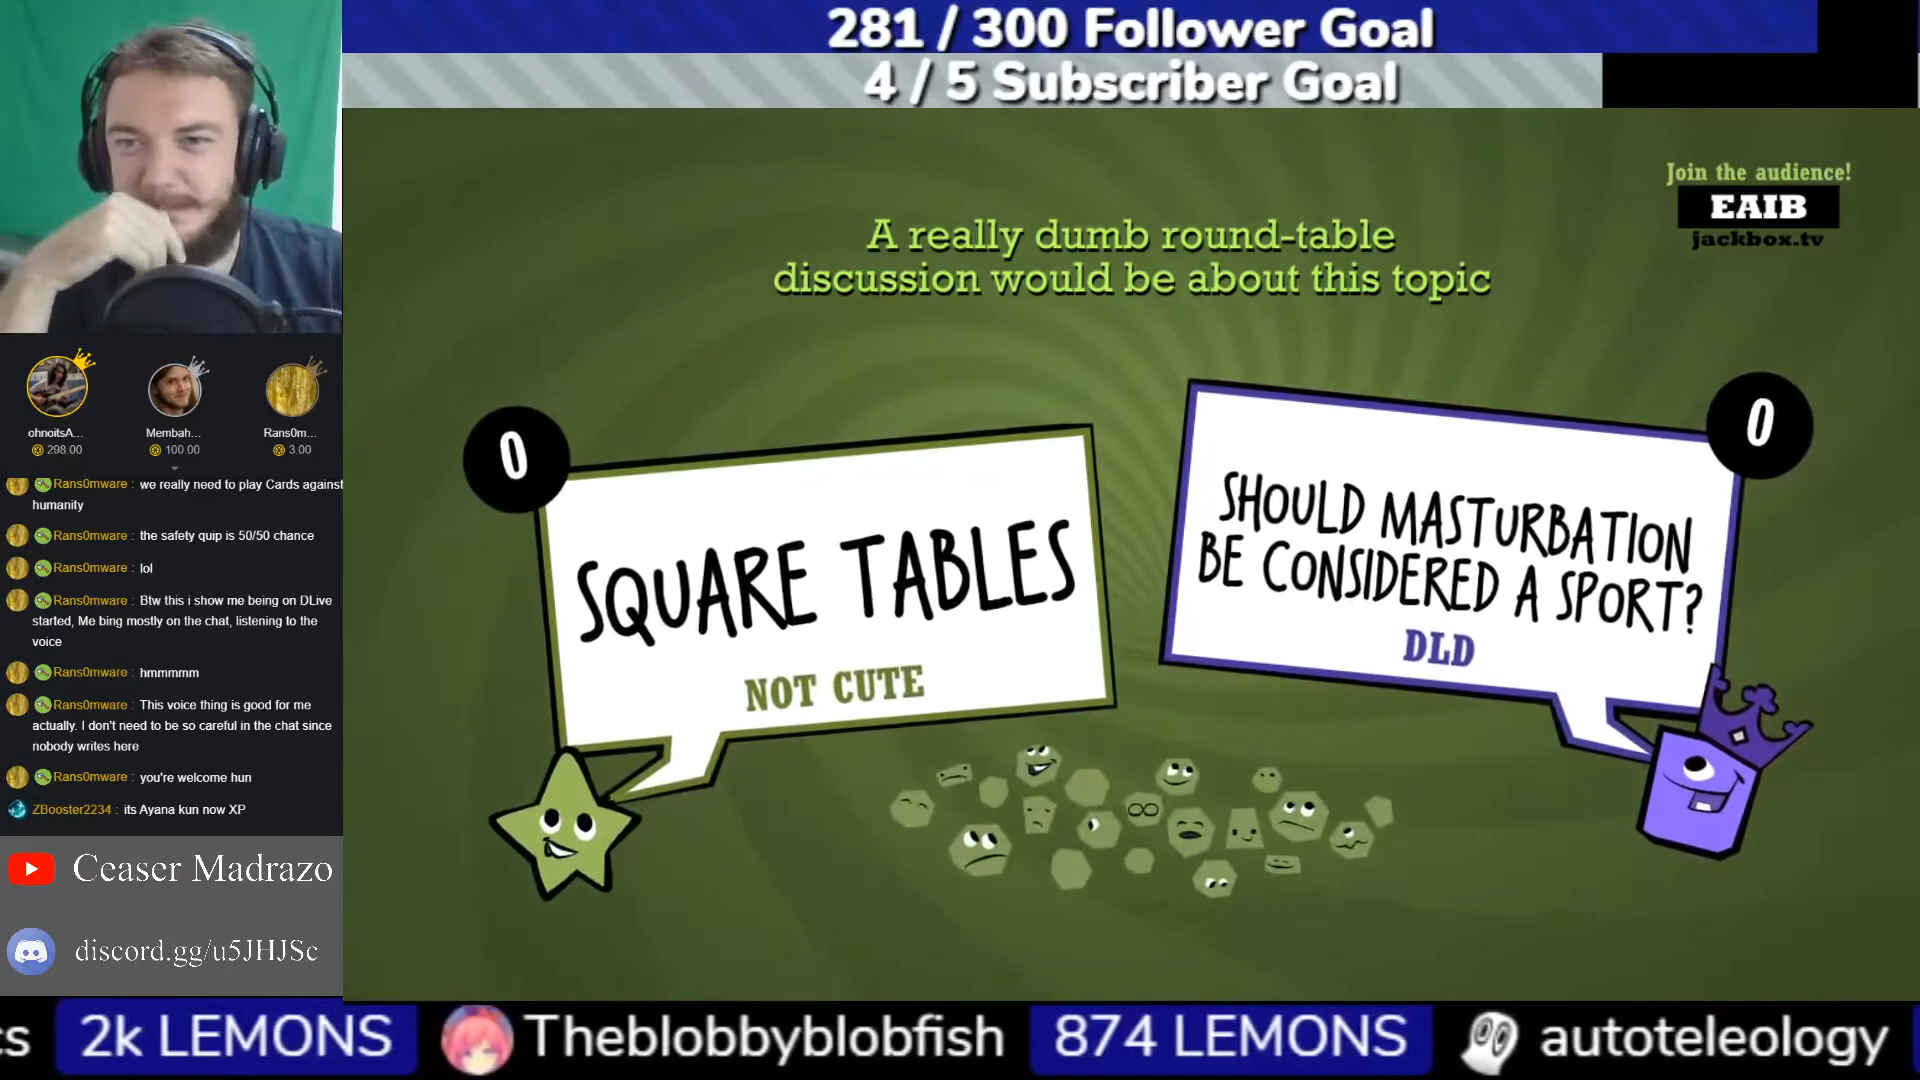 281 / 300 Follower Goal
4 / 5 Subscriber Goal
Join the audience!
EAIB
jackbox.tv
A really dumb round-table
discussion would be about this topic
0
SQUARE TABLES
NOT CUTE
0
SHOULD MASTURBATION
BE CONSIDERED A SPORT?
DLD
ohnoitsA...
298.00
Membah...
100.00
Rans0m...
3.00
Rans0mware : we really need to play Cards against
humanity
Rans0mware : the safety quip is 50/50 chance
Rans0mware : lol
Rans0mware : Btw this i show me being on DLive
started, Me bing mostly on the chat, listening to the
voice
Rans0mware : hmmmmm
Rans0mware : This voice thing is good for me
actually. I don't need to be so careful in the chat since
nobody writes here
Rans0mware : you're welcome hun
ZBooster2234 : its Ayana kun now XP
Ceaser Madrazo
discord.gg/u5JHJSc
cs 2k LEMONS Theblobbyblobfish 874 LEMONS autoteleology